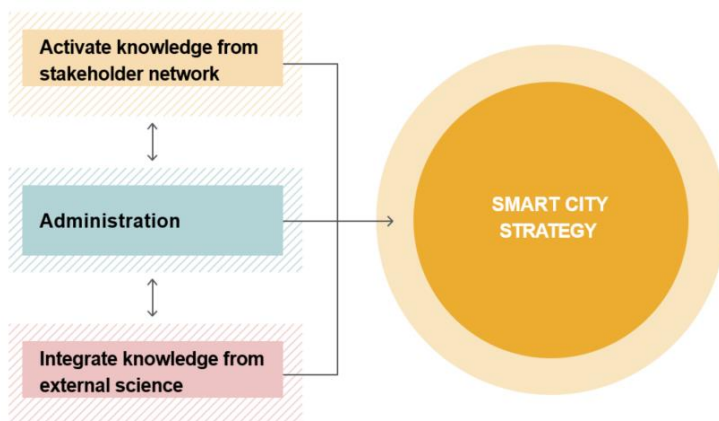 Activate knowledge from
stakeholder network
Administration
Integrate knowledge from
external science
SMART CITY
STRATEGY